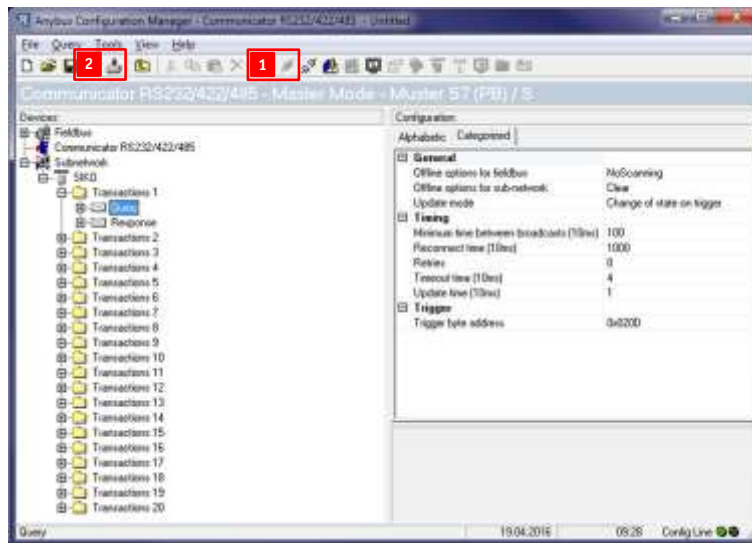 Anybus Configuration Manager - Communicator RS232/422/485 - Untitled
File Query Tools View Help
2
1
Communicator RS232/422/485 - Master Mode - Muster S7 (PB) / S
Devices:
Configuration:
Fieldbus
Communicator RS232/422/485
Subnetwork
SIKO
Transactions 1
Query
Response
Transactions 2
Transactions 3
Transactions 4
Transactions 5
Transactions 6
Transactions 7
Transactions 8
Transactions 9
Transactions 10
Transactions 11
Transactions 12
Transactions 13
Transactions 14
Transactions 15
Transactions 16
Transactions 17
Transactions 18
Transactions 19
Transactions 20
Alphabetic Categorized
General
Offline options for fieldbus NoScanning
Offline options for sub-network Clear
Update mode Change of state on trigger
Timing
Minimum time between broadcasts (10ms) 100
Reconnect time (10ms) 1000
Retries 0
Timeout time (10ms) 4
Update time (10ms) 1
Trigger
Trigger byte address 0x020D
Query 19.04.2016 09:28 Config Line